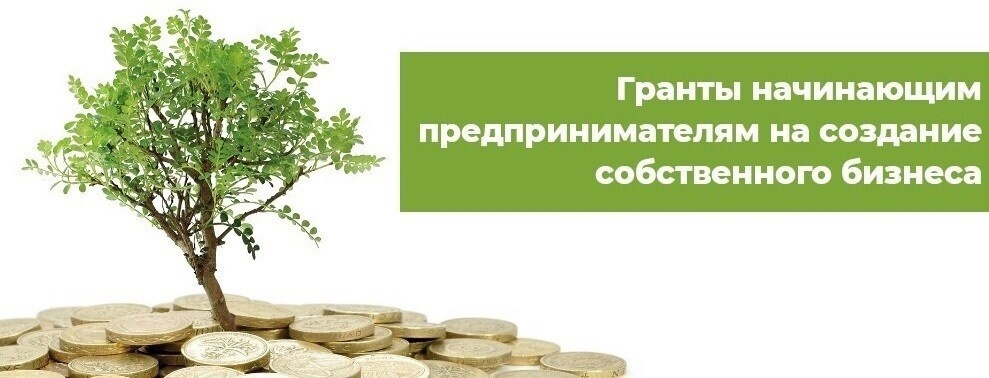 Гранты начинающим
предпринимателям на создание
собственного бизнеса